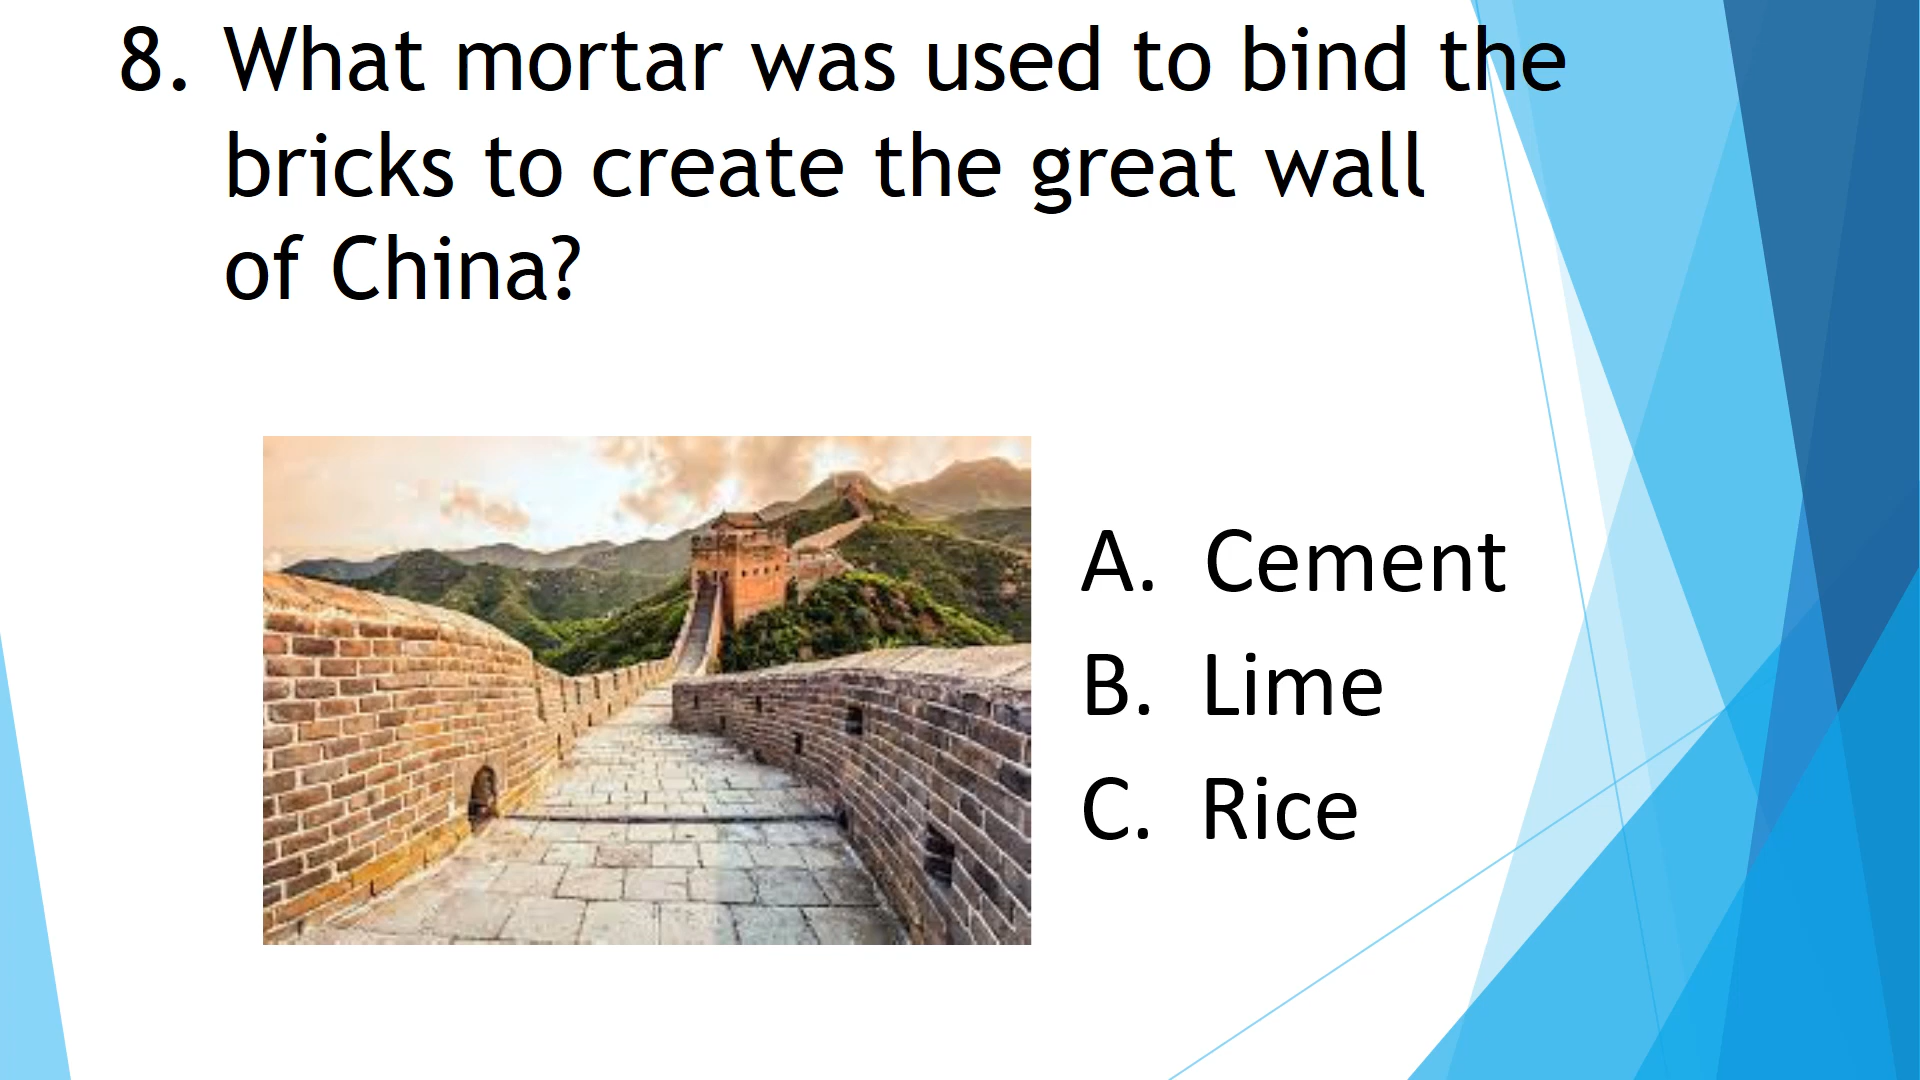 8. What mortar was used to bind the
bricks to create the great wall
of China?
A. Cement
B. Lime
C. Rice